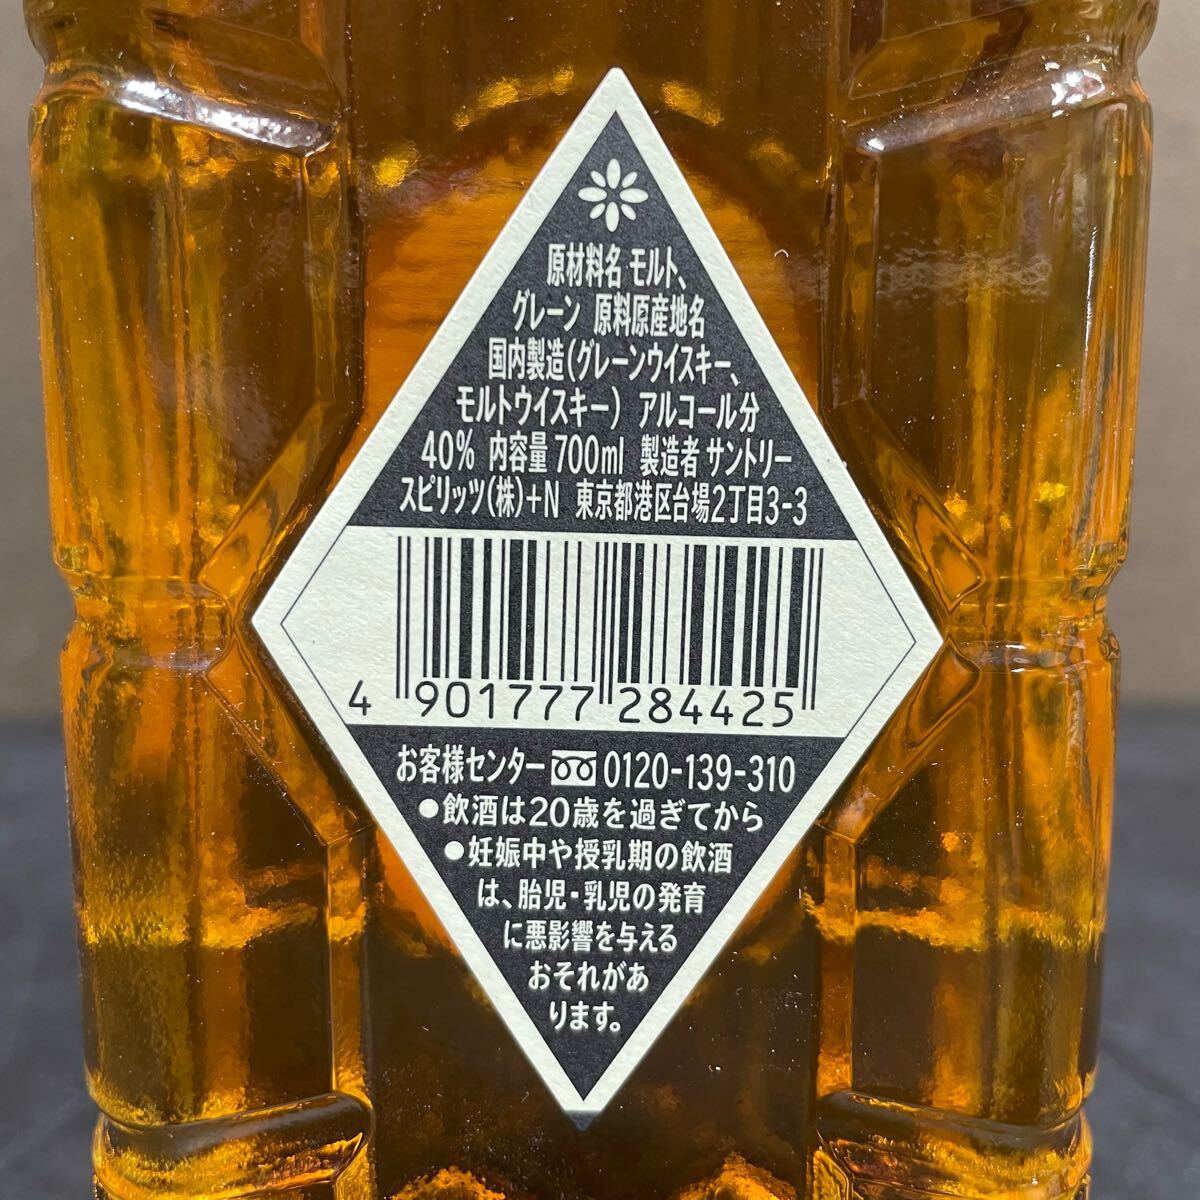 原材料名 モルト、
グレーン 原料原産地名
国内製造(グレーンウイスキー、
モルトウイスキー) アルコール分
40% 内容量700ml 製造者 サントリー
スピリッツ(株)+N 東京都港区台場2丁目3-3
4 901777 284425
お客様センター 0120-139-310
●飲酒は20歳を過ぎてから
●妊娠中や授乳期の飲酒
は、胎児・乳児の発育
に悪影響を与える
おそれがあ
ります。